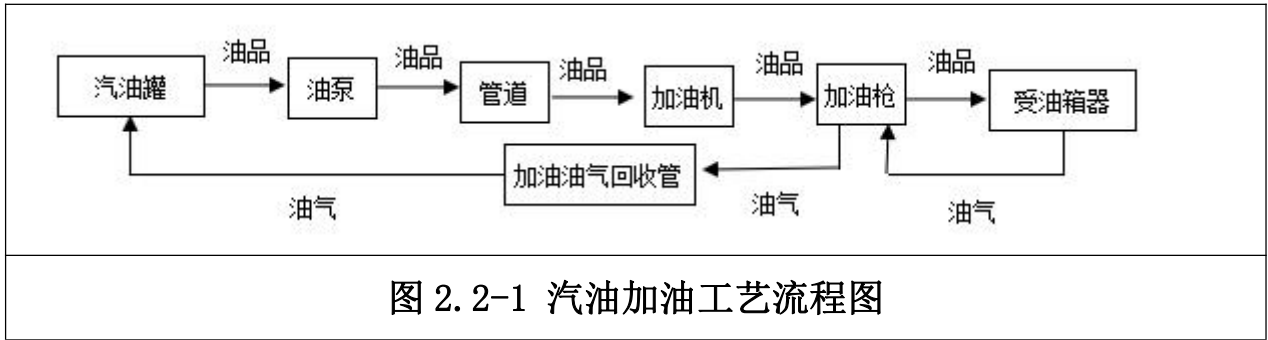 油品
油品
油品
油品
油品
汽油罐
油泵
管道
加油机
加油枪
受油箱器
加油油气回收管
油气
油气
油气
图 2.2-1 汽油加油工艺流程图